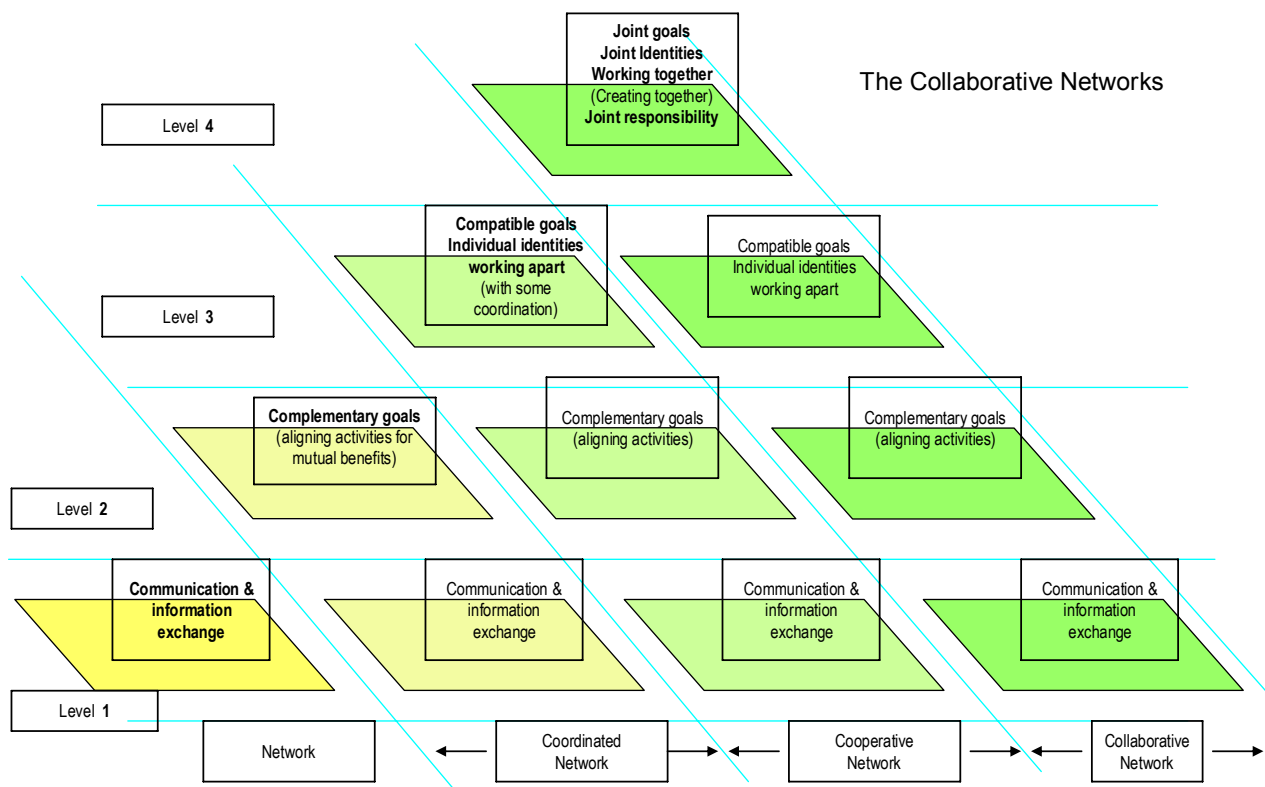 The Collaborative Networks
Joint goals
Joint Identities
Working together
(Creating together)
Joint responsibility
Level 4
Compatible goals
Individual identities
working apart
(with some
coordination)
Compatible goals
Individual identities
working apart
Level 3
Complementary goals
(aligning activities for
mutual benefits)
Complementary goals
(aligning activities)
Complementary goals
(aligning activities)
Level 2
Communication &
information
exchange
Communication &
information
exchange
Communication &
information
exchange
Communication &
information
exchange
Level 1
Network
Coordinated
Network
Cooperative
Network
Collaborative
Network